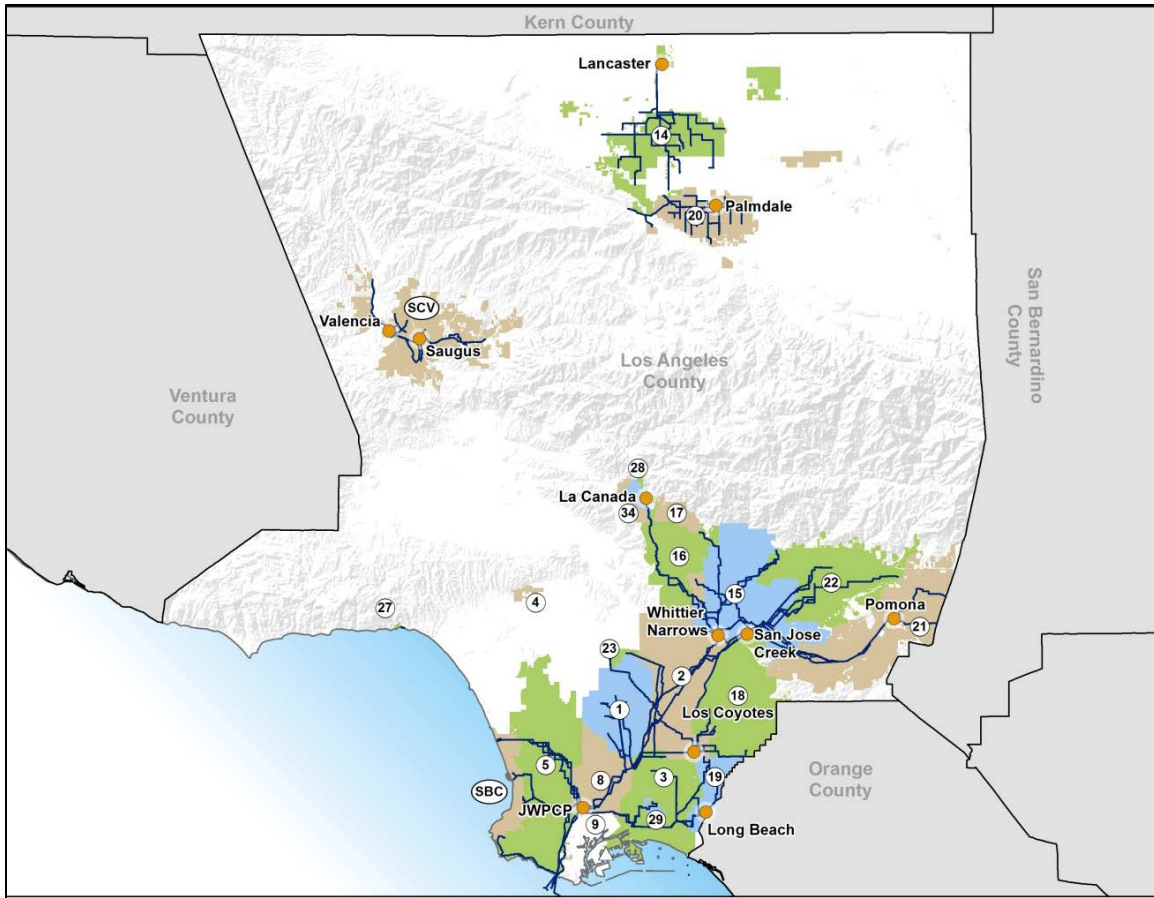 Kern County
Lancaster
14
Palmdale
20
SCV
Valencia
Saugus
Los Angeles
County
San Bernardino
County
Ventura
County
28
La Canada
34
17
16
22
15
4
27
Pomona
Whittier
Narrows
21
San Jose
Creek
23
2
18
1
Los Coyotes
5
8
3
19
Orange
County
SBC
JWPCP
9
29
Long Beach